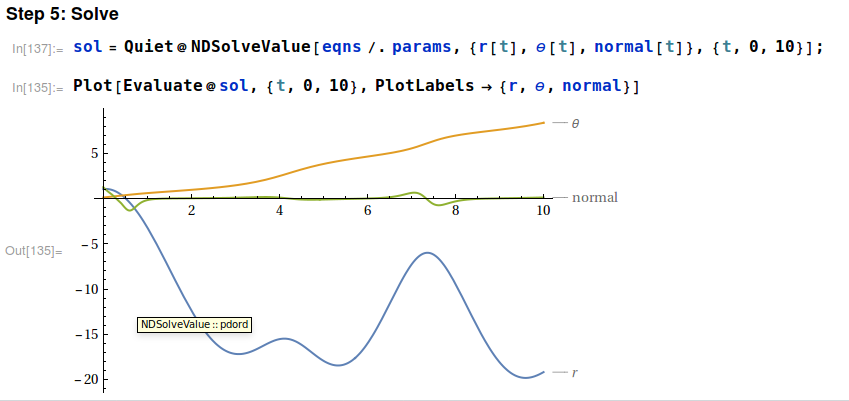 Step 5: Solve
In[137]:= sol = Quiet@NDSolveValue[eqns /. params, {r[t], θ[t], normal[t]}, {t, 0, 10}];
In[135]:= Plot[Evaluate@sol, {t, 0, 10}, PlotLabels → {r, θ, normal}]
θ
5
normal
2 4 6 8 10
-5
Out[135]=
-10
NDSolveValue::pdord
-15
r
-20